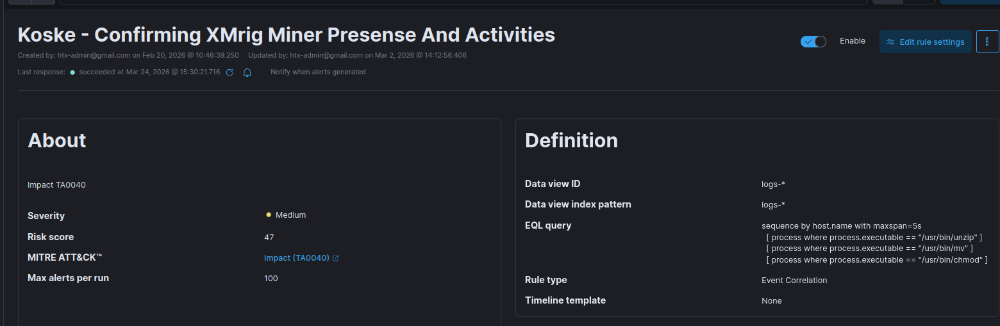 Koske - Confirming XMrig Miner Presense And Activities
Created by: htx-admin@gmail.com on Feb 20, 2026 @ 10:46:39.250 Updated by: htx-admin@gmail.com on Mar 2, 2026 @ 14:12:56.406
Last response: succeeded at Mar 24, 2026 @ 15:30:21.716 Notify when alerts generated
Enable
Edit rule settings
About
Impact TA0040
Severity Medium
Risk score 47
MITRE ATT&CK™ Impact (TA0040)
Max alerts per run 100
Definition
Data view ID logs-*
Data view index pattern logs-*
EQL query sequence by host.name with maxspan=5s
[ process where process.executable == "/usr/bin/unzip" ]
[ process where process.executable == "/usr/bin/mv" ]
[ process where process.executable == "/usr/bin/chmod" ]
Rule type Event Correlation
Timeline template None